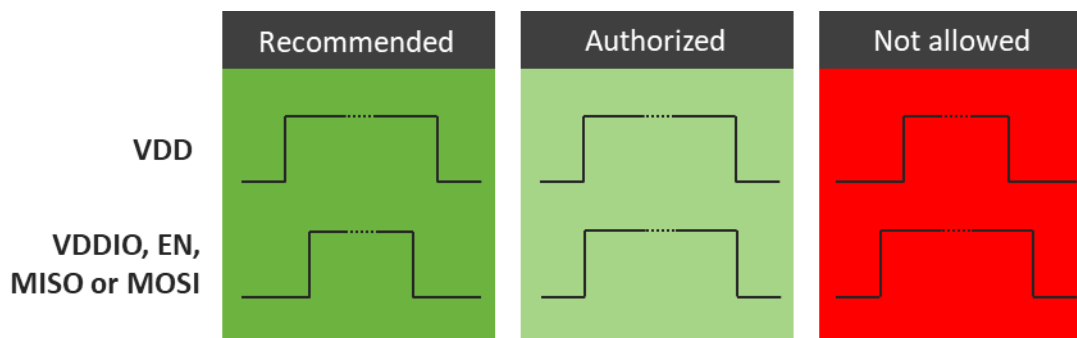 Recommended
Authorized
Not allowed
VDD
VDDIO, EN,
MISO or MOSI